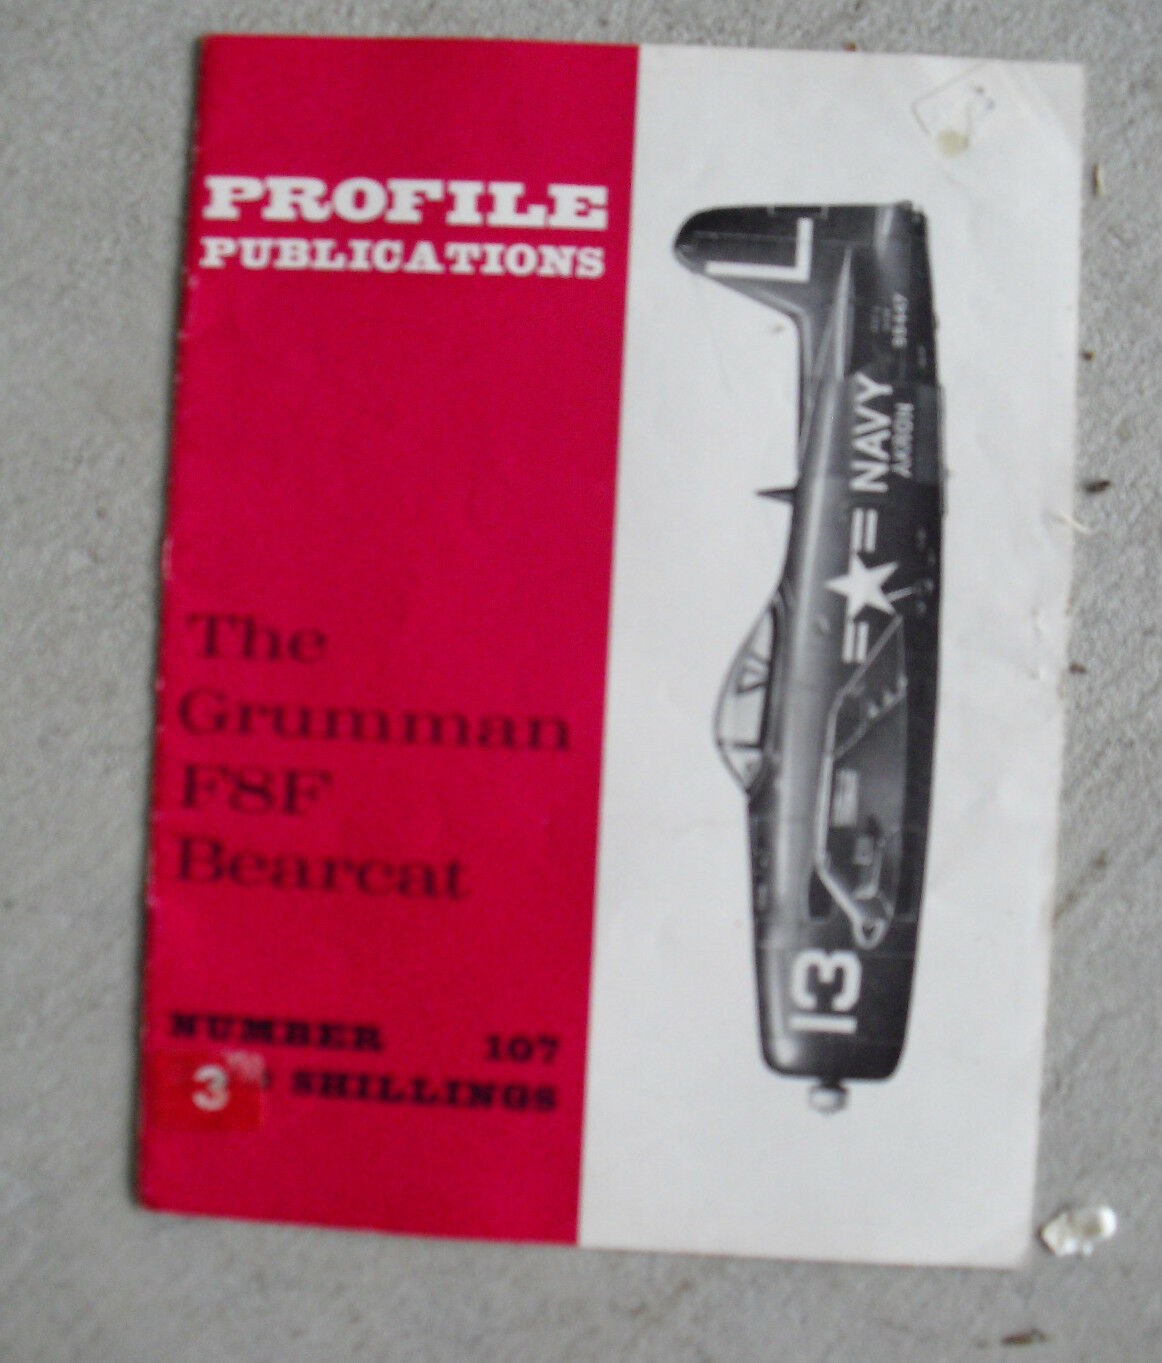 PROFILE
PUBLICATIONS
The
Grumman
F8F
Bearcat
NUMBER 107
3 SHILLINGS
L
NAVY
AKRON
13